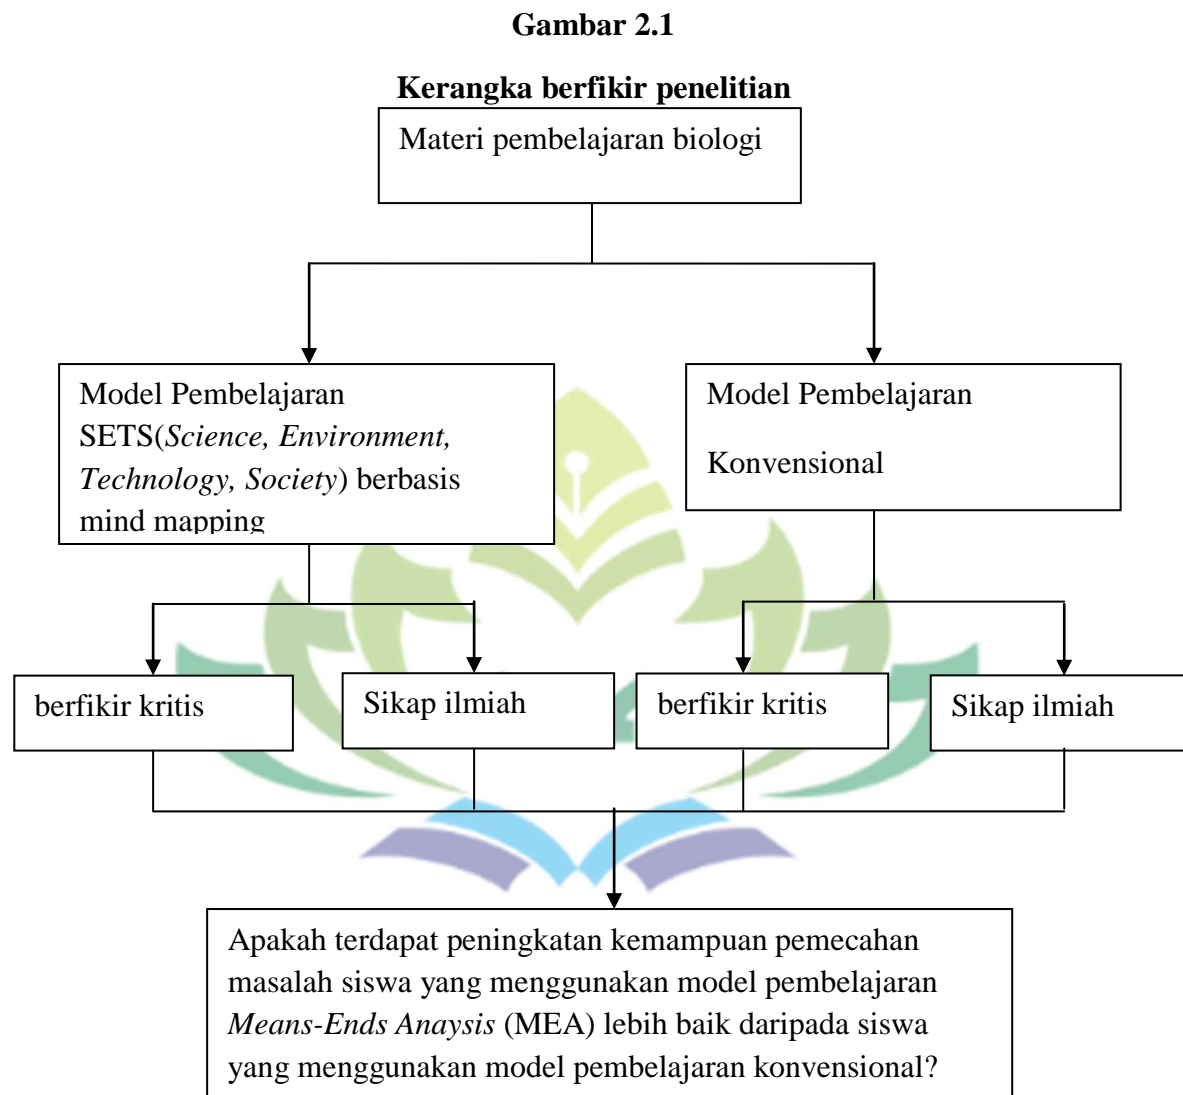 Gambar 2.1
Kerangka berfikir penelitian
Materi pembelajaran biologi
Model Pembelajaran
SETS(Science, Environment,
Technology, Society) berbasis
mind mapping
Model Pembelajaran
Konvensional
berfikir kritis
Sikap ilmiah
berfikir kritis
Sikap ilmiah
Apakah terdapat peningkatan kemampuan pemecahan
masalah siswa yang menggunakan model pembelajaran
Means-Ends Anaysis (MEA) lebih baik daripada siswa
yang menggunakan model pembelajaran konvensional?